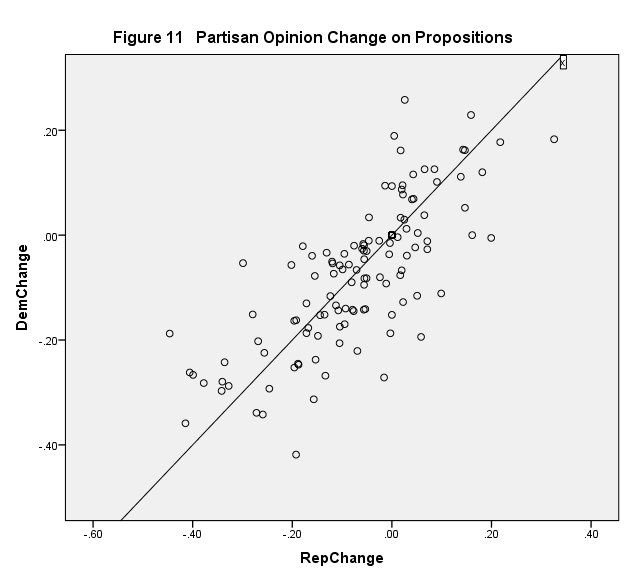 Figure 11 Partisan Opinion Change on Propositions
x
.20
.00
-.20
-.40
DemChange
-.60
-.40
-.20
.00
.20
.40
RepChange